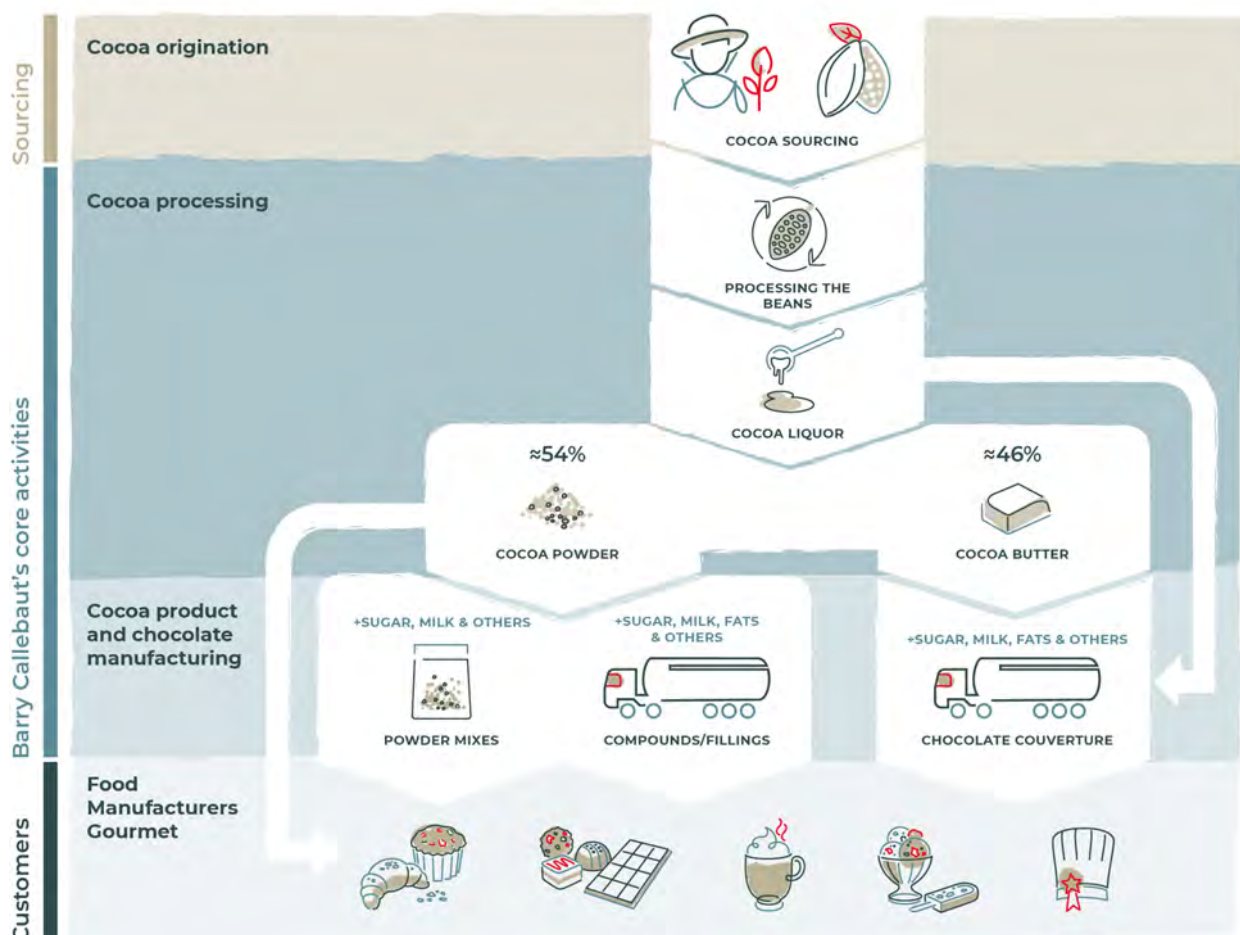 Sourcing
Cocoa origination
COCOA SOURCING
Barry Callebaut's core activities
Cocoa processing
PROCESSING THE
BEANS
COCOA LIQUOR
≈54%
COCOA POWDER
≈46%
COCOA BUTTER
Cocoa product
and chocolate
manufacturing
+SUGAR, MILK & OTHERS
POWDER MIXES
+SUGAR, MILK, FATS
& OTHERS
COMPOUNDS/FILLINGS
+SUGAR, MILK, FATS & OTHERS
CHOCOLATE COUVERTURE
Customers
Food
Manufacturers
Gourmet